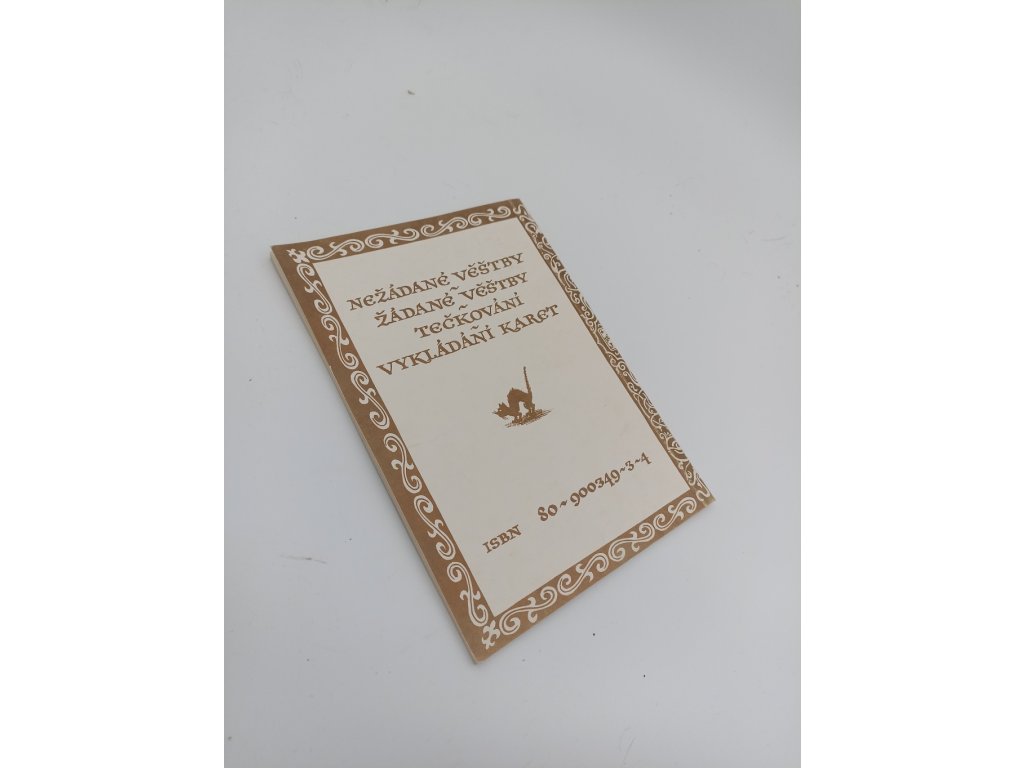 NEŽÁDANÉ VĚŠTBY
~
ŽÁDANÉ VĚŠTBY
~
TEČKOVÁNÍ
~
VYKLÁDÁNÍ KARET
ISBN 80~900349~3~4